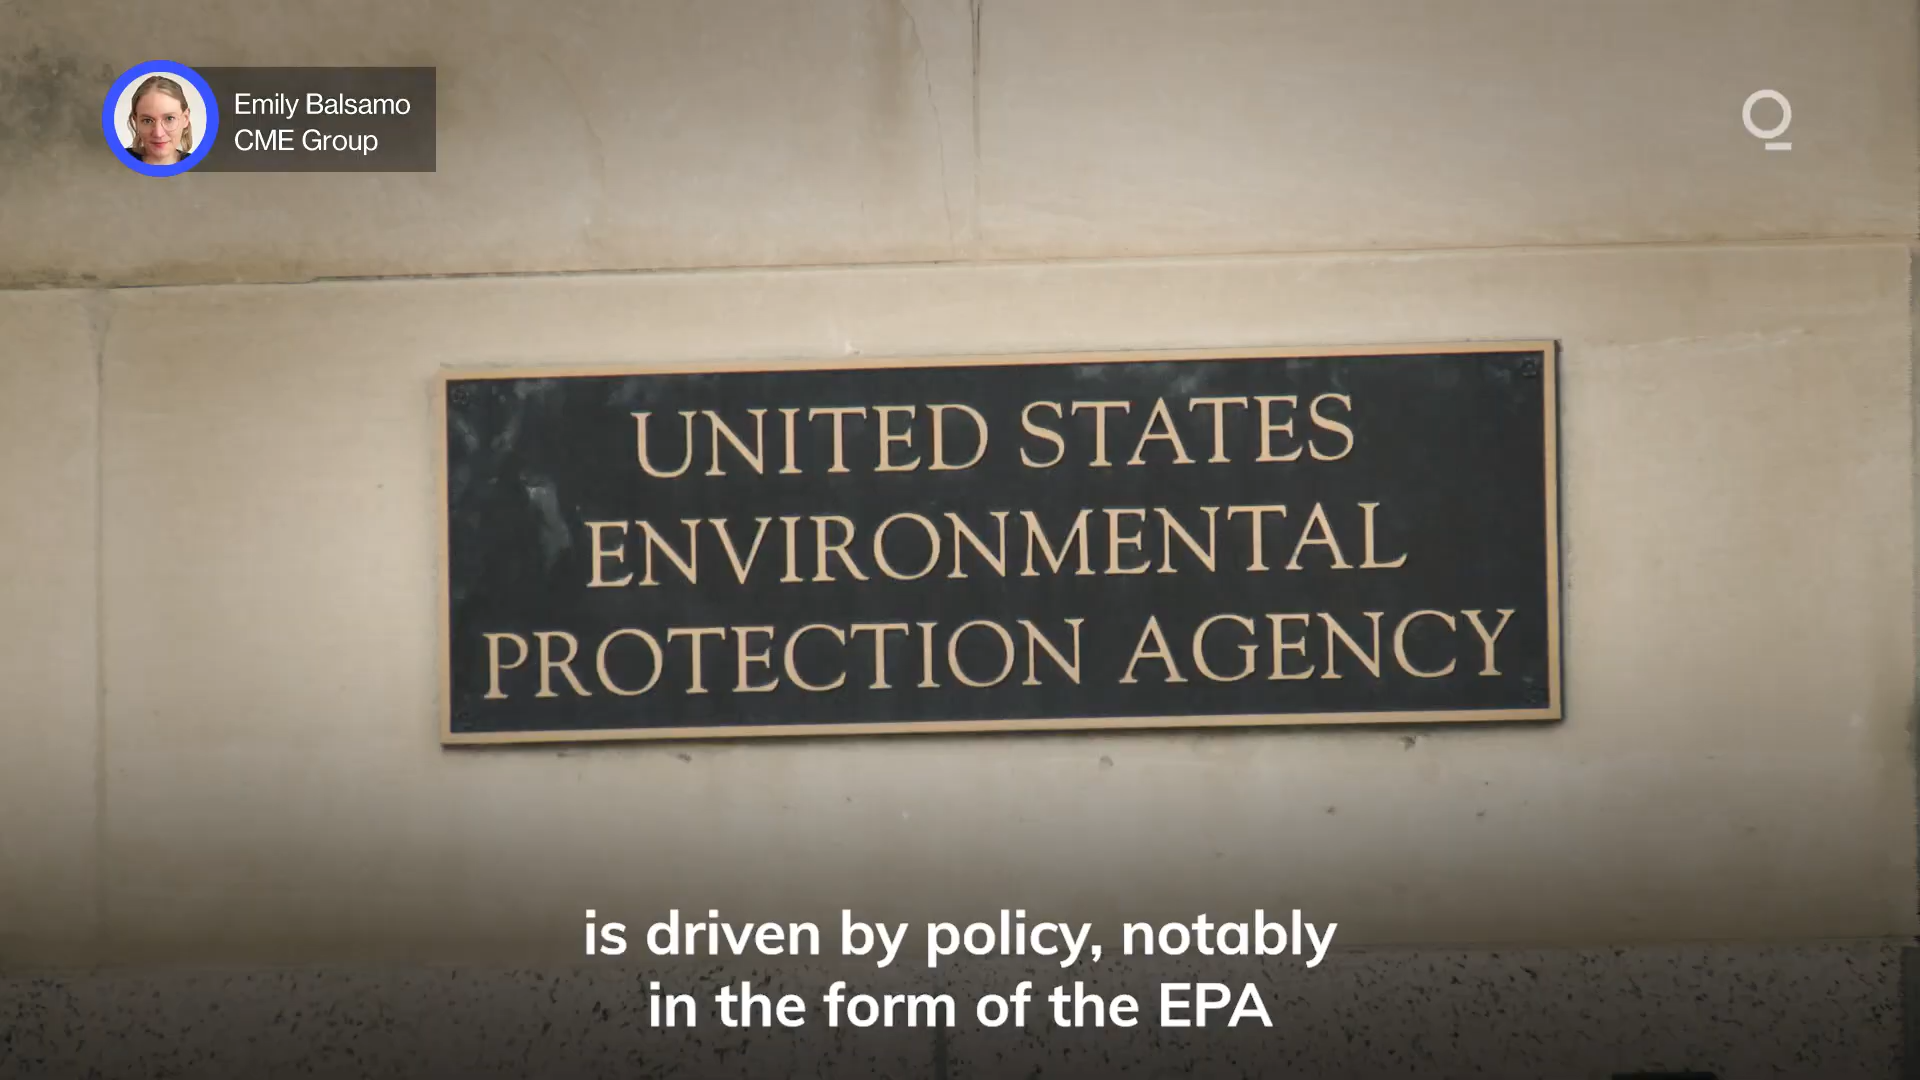 Emily Balsamo
CME Group
UNITED STATES
ENVIRONMENTAL
PROTECTION AGENCY
is driven by policy, notably
in the form of the EPA